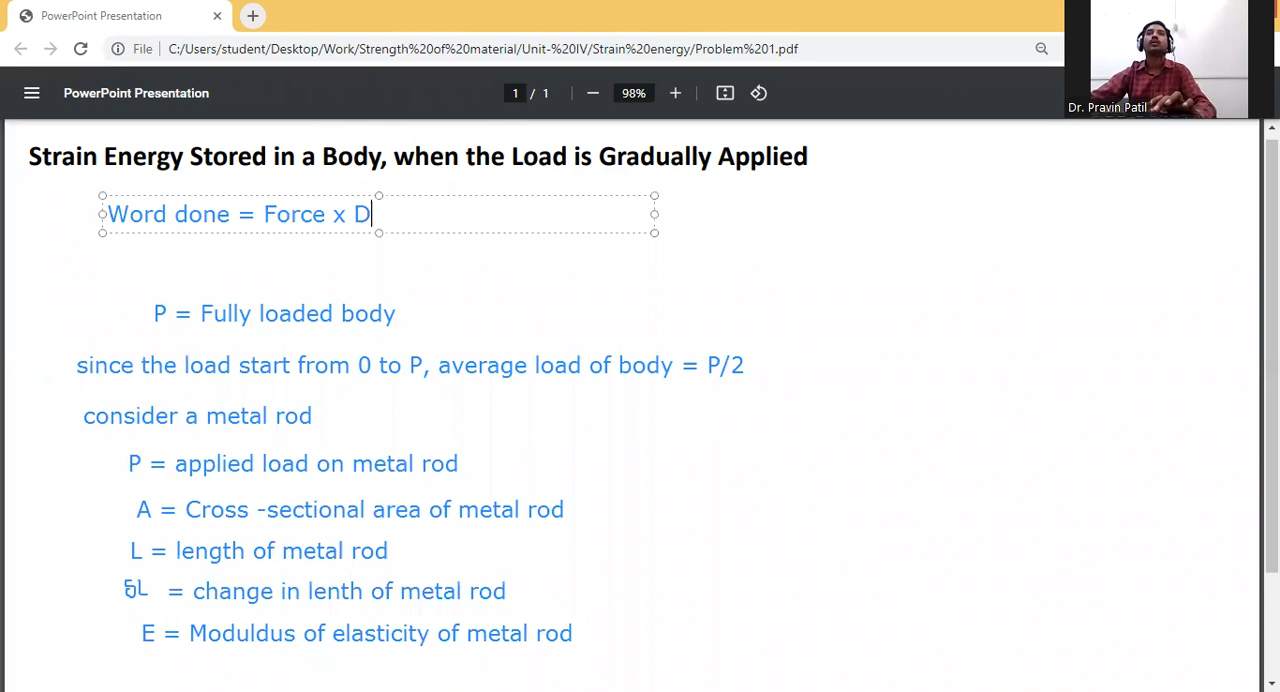 PowerPoint Presentation
File C:/Users/student/Desktop/Work/Strength%20of%20material/Unit-%20IV/Strain%20energy/Problem%201.pdf
PowerPoint Presentation 1 / 1 98%
Dr. Pravin Patil
Strain Energy Stored in a Body, when the Load is Gradually Applied
Word done = Force x D
P = Fully loaded body
since the load start from 0 to P, average load of body = P/2
consider a metal rod
P = applied load on metal rod
A = Cross -sectional area of metal rod
L = length of metal rod
δL = change in lenth of metal rod
E = Moduldus of elasticity of metal rod